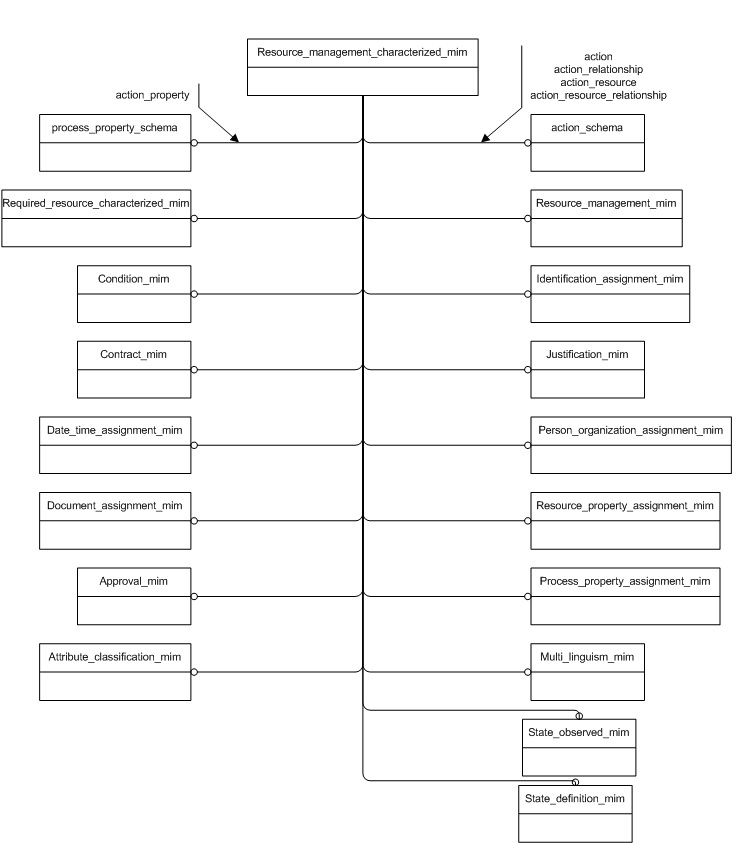 Resource_management_characterized_mim
action
action_relationship
action_resource
action_resource_relationship
action_property
process_property_schema
action_schema
Required_resource_characterized_mim
Resource_management_mim
Condition_mim
Identification_assignment_mim
Contract_mim
Justification_mim
Date_time_assignment_mim
Person_organization_assignment_mim
Document_assignment_mim
Resource_property_assignment_mim
Approval_mim
Process_property_assignment_mim
Attribute_classification_mim
Multi_linguism_mim
State_observed_mim
State_definition_mim